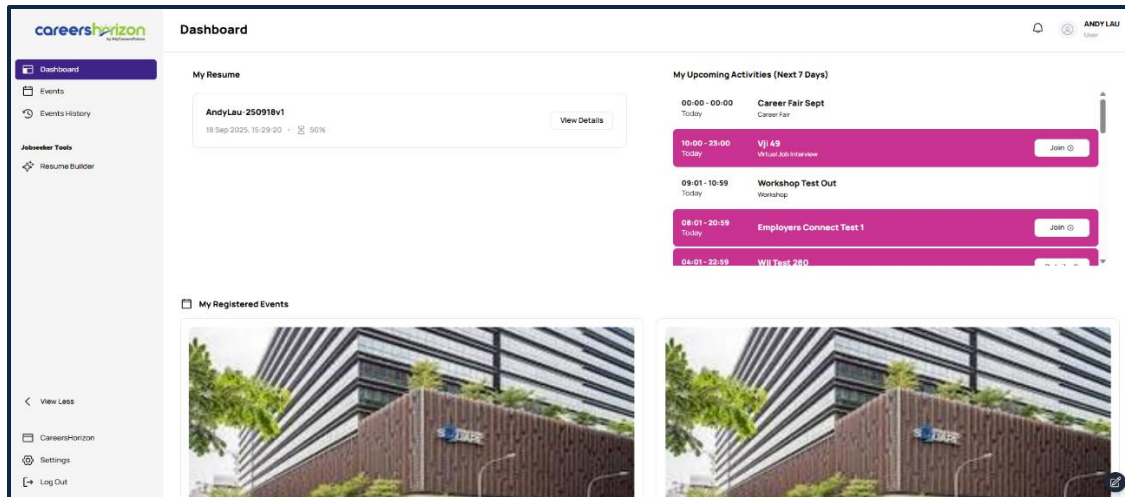 careershorizon
by MyCareersFuture
Dashboard
ANDY LAU
User
Dashboard
Events
Events History
Jobseeker Tools
Resume Builder
View Less
CareersHorizon
Settings
Log Out
My Resume
AndyLau-250918v1
View Details
18 Sep 2025, 15:29:20 • 50%
My Upcoming Activities (Next 7 Days)
00:00 - 00:00 Career Fair Sept
Today Career Fair
10:00 - 23:00 Vji 49
Today Virtual Job Interview
Join
09:01 - 10:59 Workshop Test Out
Today Workshop
08:01 - 20:59
Today
Employers Connect Test 1
Join
04:01 - 22:59 WII Test 280
My Registered Events